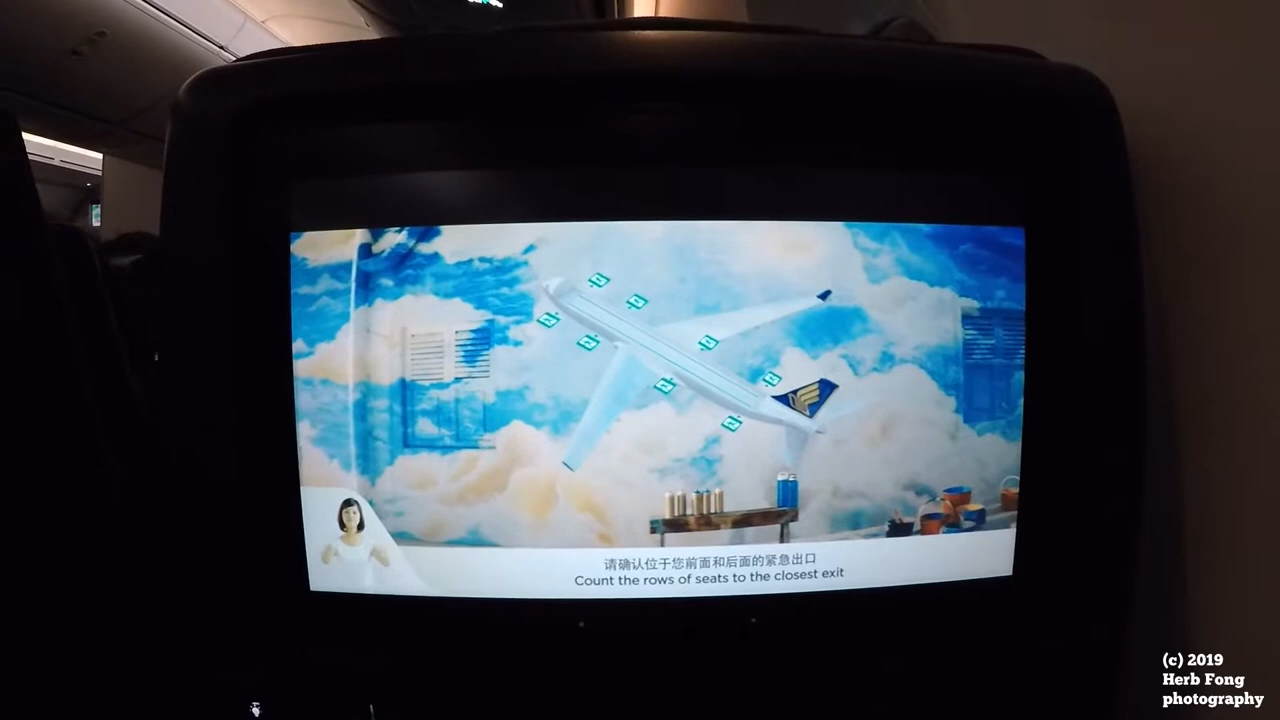 请确认位于您前面和后面的紧急出口
Count the rows of seats to the closest exit
(c) 2019
Herb Fong
photography